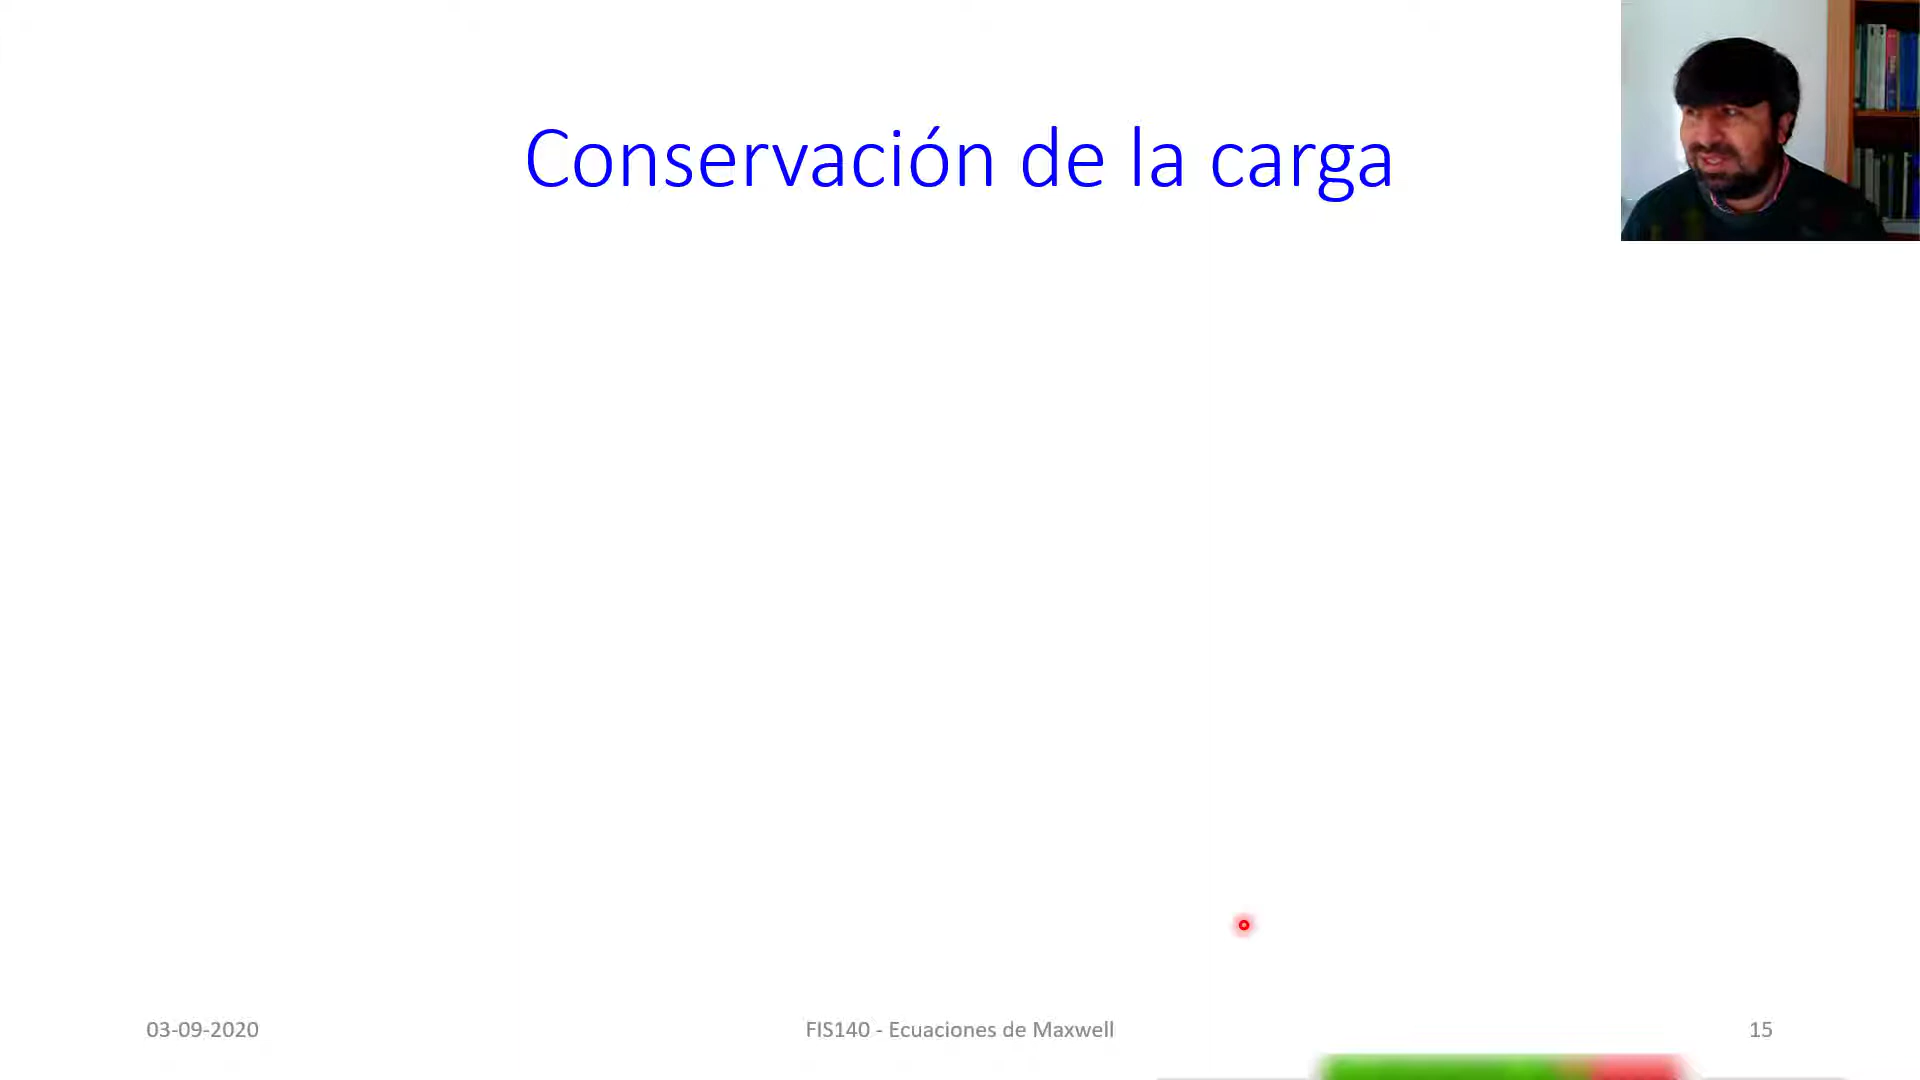 Conservación de la carga
03-09-2020
FIS140 - Ecuaciones de Maxwell
15